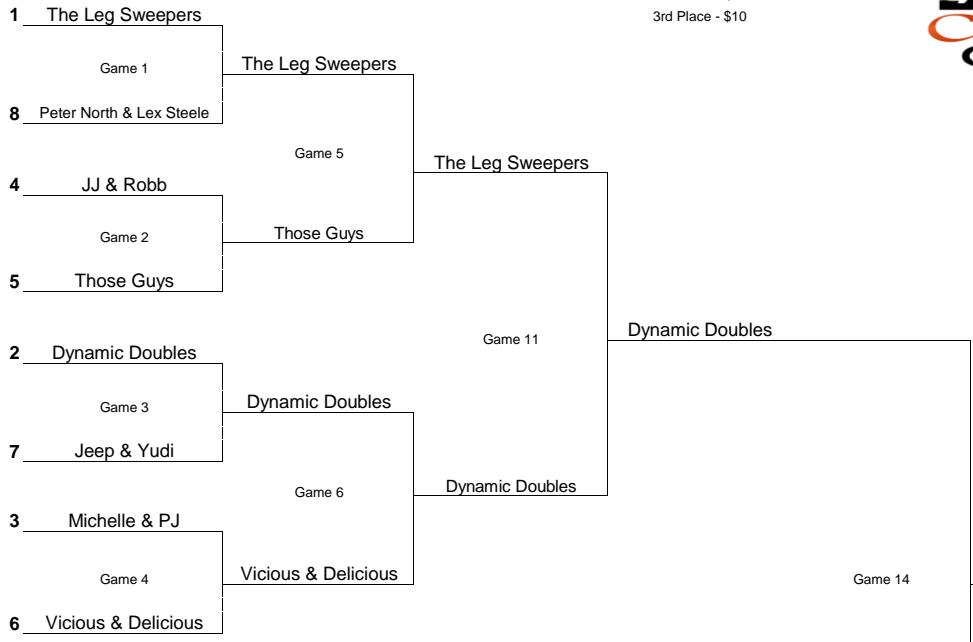 3rd Place - $10
1 The Leg Sweepers
Game 1
The Leg Sweepers
8 Peter North & Lex Steele
Game 5
The Leg Sweepers
4 JJ & Robb
Game 2
Those Guys
5 Those Guys
Game 11
Dynamic Doubles
2 Dynamic Doubles
Game 3
Dynamic Doubles
7 Jeep & Yudi
Game 6
Dynamic Doubles
3 Michelle & PJ
Game 4
Vicious & Delicious
Game 14
6 Vicious & Delicious